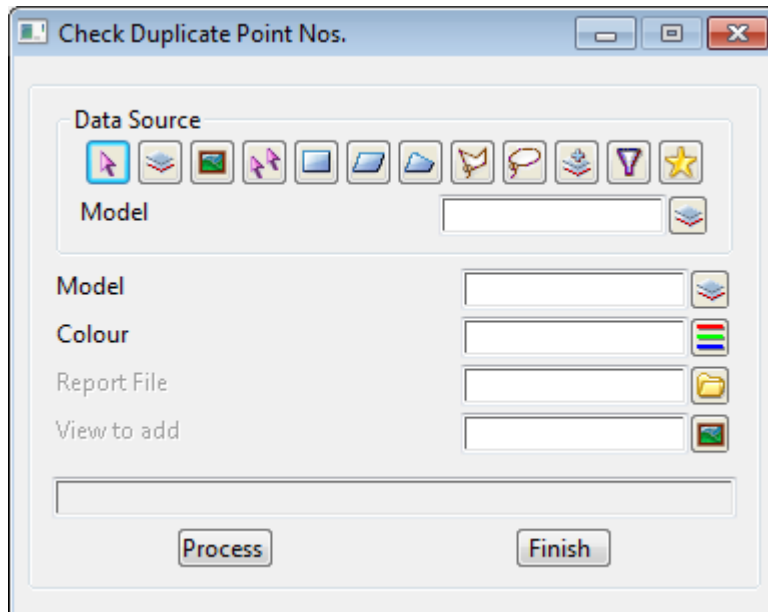 Check Duplicate Point Nos.
Data Source
Model
Model
Colour
Report File
View to add
Process Finish